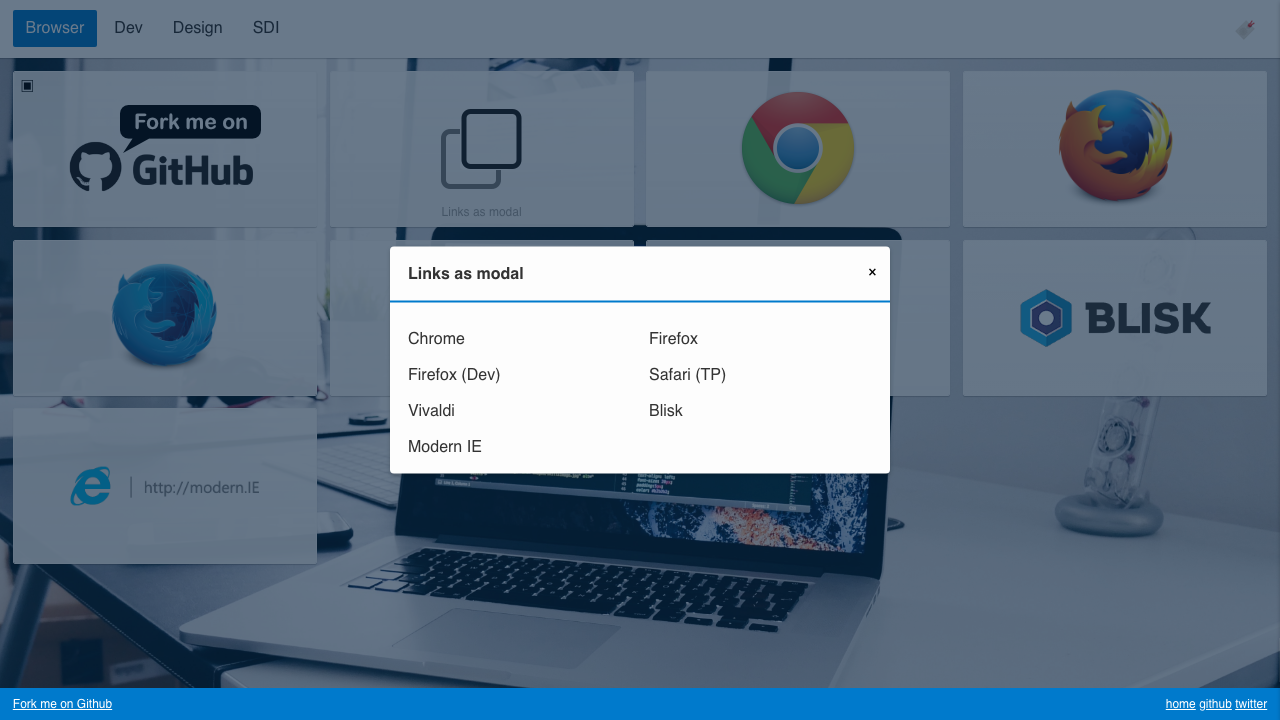 Browser Dev Design SDI
Fork me on
GitHub
Links as modal
Links as modal ×
Chrome Firefox
Firefox (Dev) Safari (TP)
Vivaldi Blisk
Modern IE
BLISK
http://modern.IE
Fork me on Github home github twitter